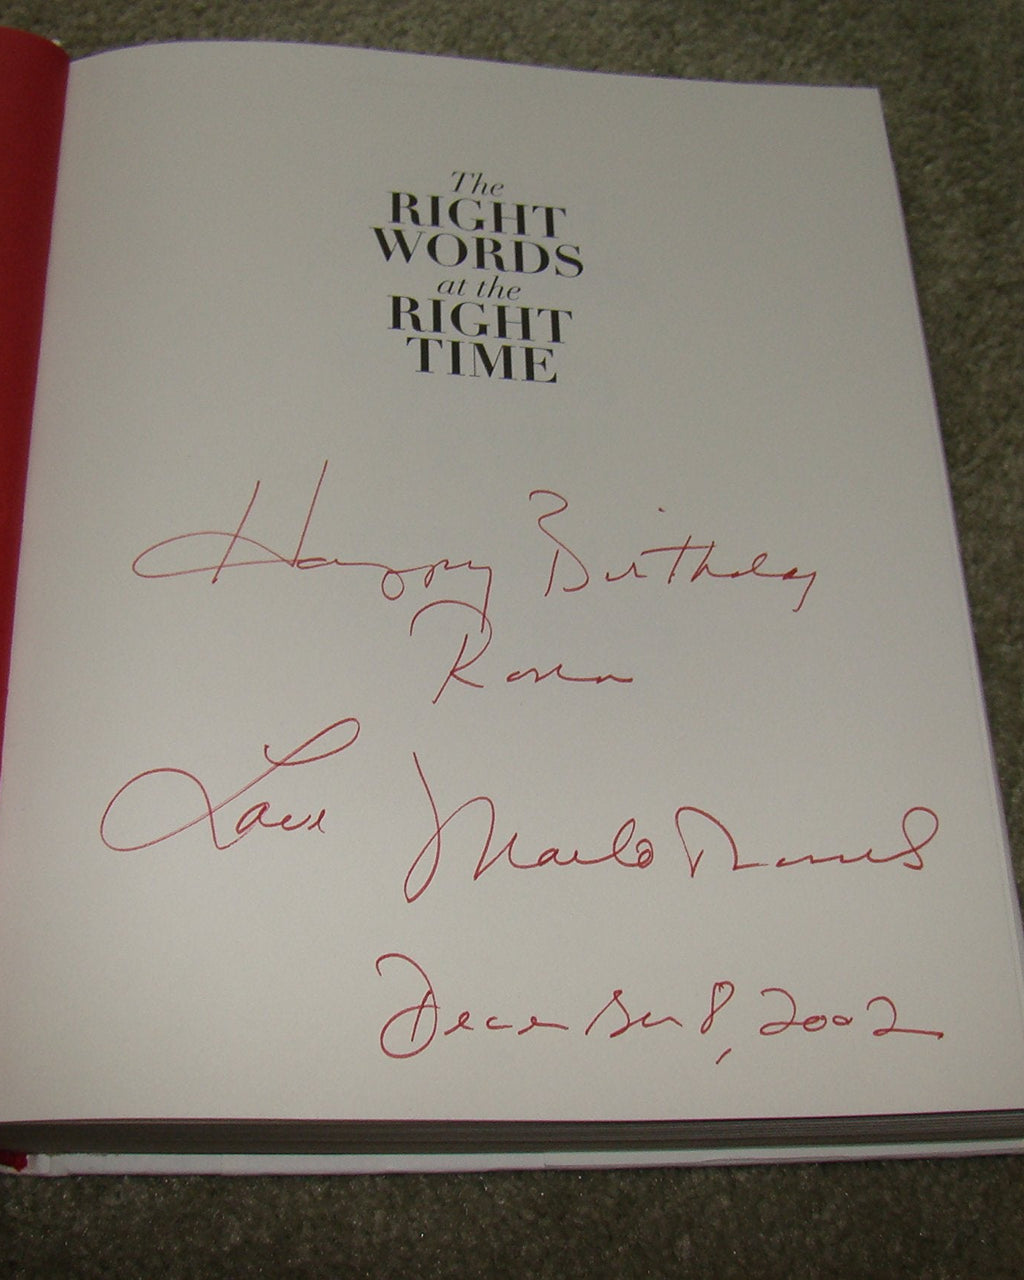 The
RIGHT
WORDS
at the
RIGHT
TIME
Happy Birthday
Love Marlo Thomas
December 8, 2002